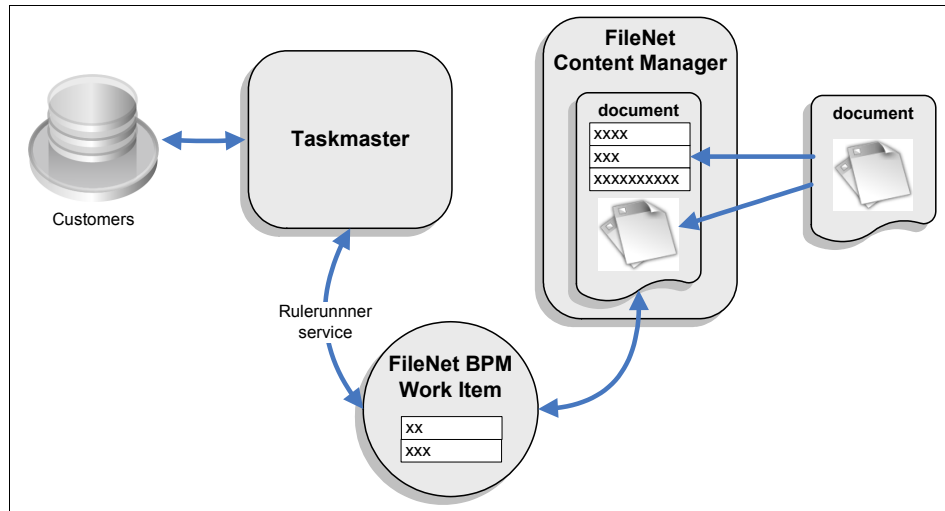 FileNet
Content Manager
document
xxxx
xxx
xxxxxxxxxx
document
Taskmaster
Customers
Rulerunnner
service
FileNet BPM
Work Item
xx
xxx